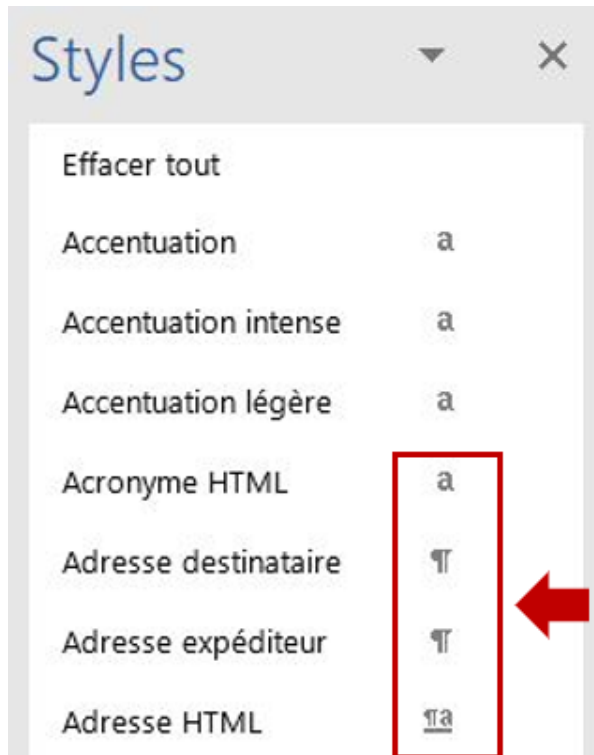 Styles
Effacer tout
Accentuation a
Accentuation intense a
Accentuation légère a
Acronyme HTML a
Adresse destinataire ¶
Adresse expéditeur ¶
Adresse HTML ¶a